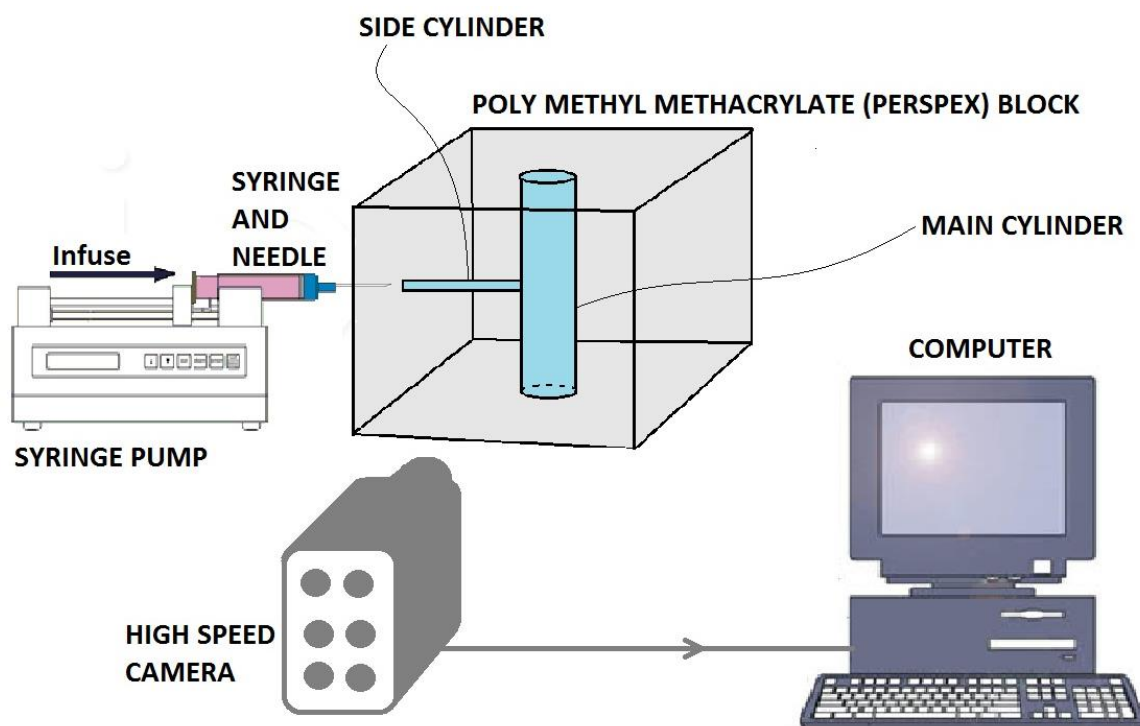 SIDE CYLINDER
POLY METHYL METHACRYLATE (PERSPEX) BLOCK
SYRINGE
AND
NEEDLE
MAIN CYLINDER
Infuse
COMPUTER
SYRINGE PUMP
HIGH SPEED
CAMERA